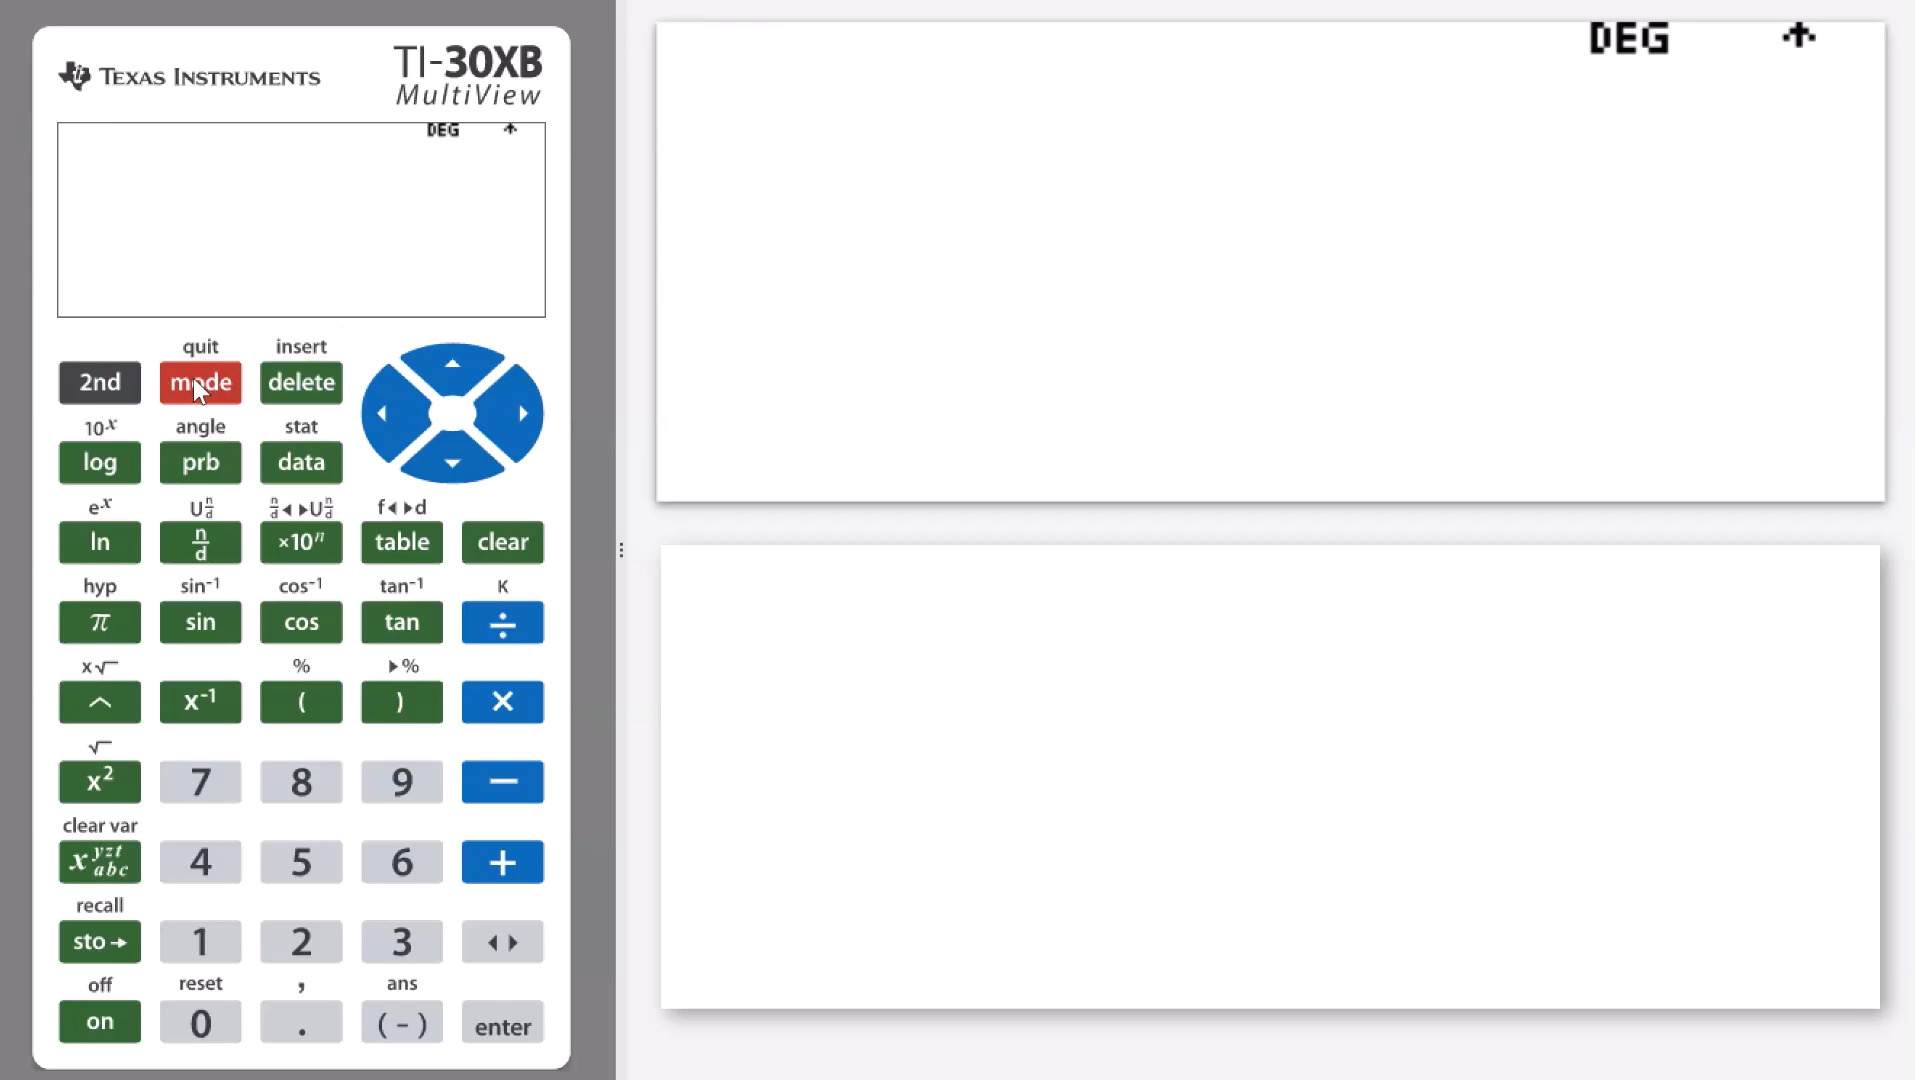 TEXAS INSTRUMENTS
TI-30XB
MultiView
DEG
quit insert
2nd mode delete
10x angle stat
log prb data
ex U n/d n/d ◂ ▸ U n/d f ◂ ▸ d
ln n/d ×10n table clear
hyp sin-1 cos-1 tan-1 K
π sin cos tan ÷
x√ % ▸%
^ x-1 ( ) ×
√
x2 7 8 9 −
clear var
x yzt abc 4 5 6 +
recall
sto→ 1 2 3 ◂ ▸
off reset , ans
on 0 . (-) enter
DEG